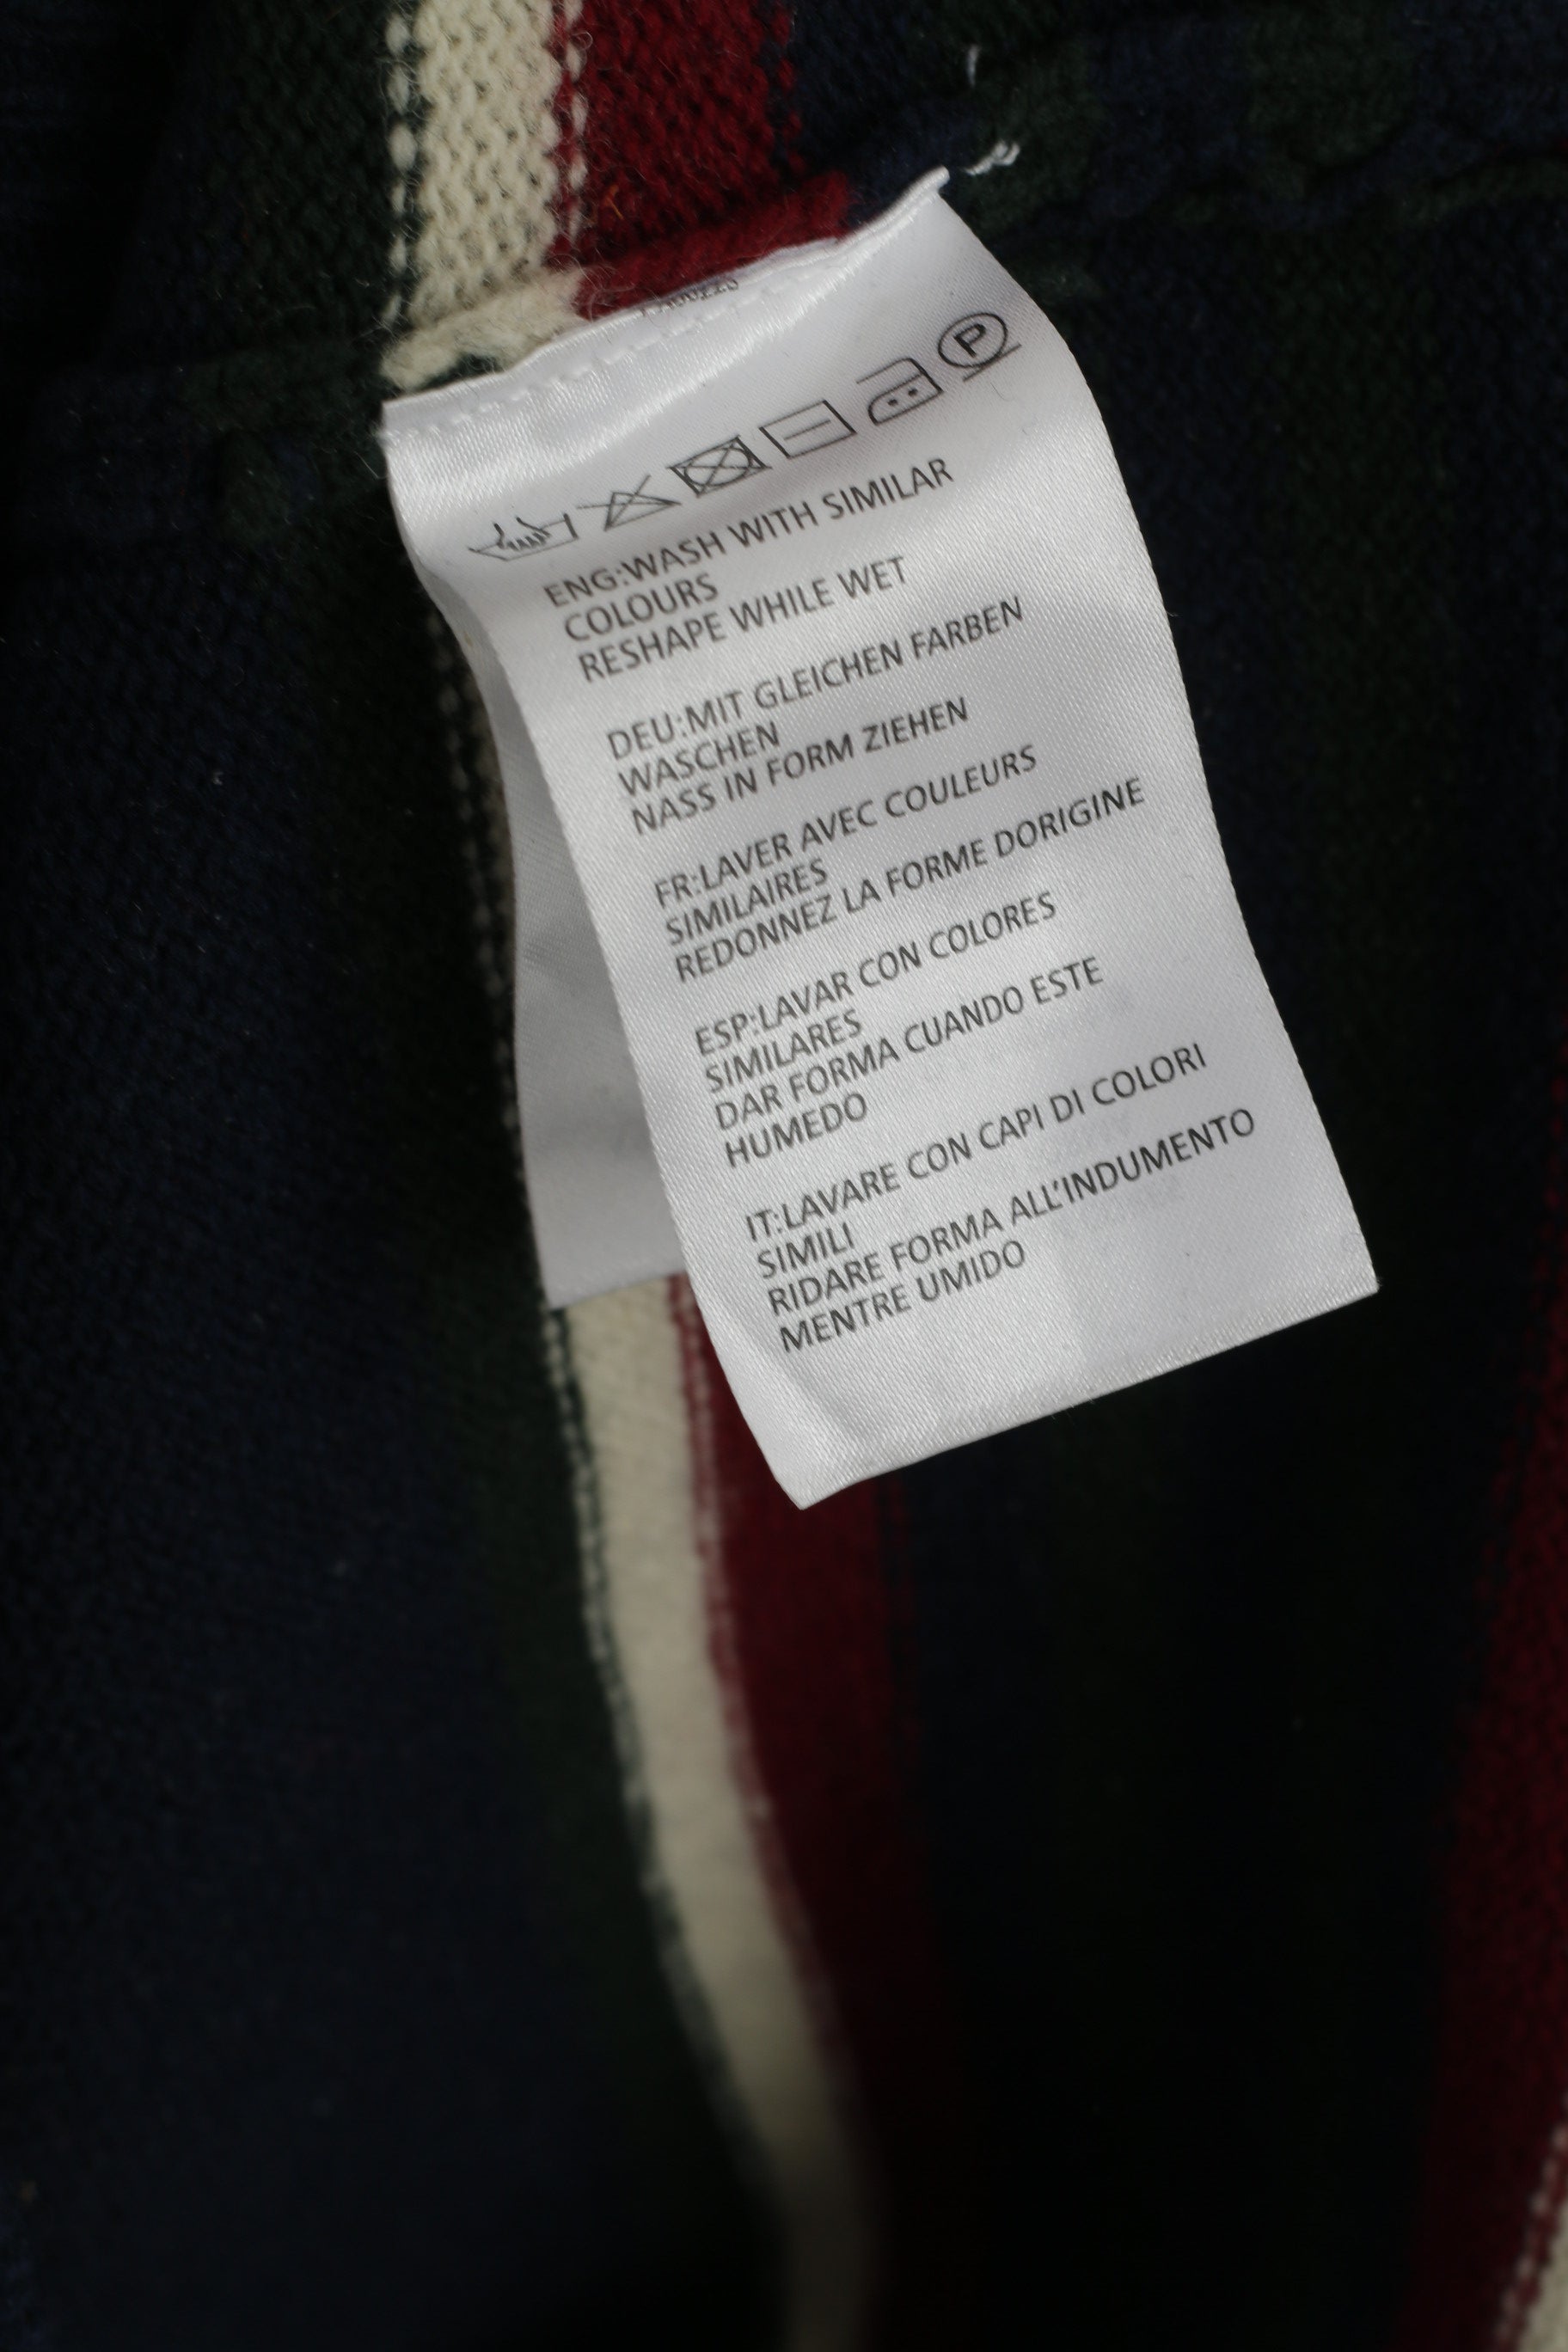 P
ENG:WASH WITH SIMILAR
COLOURS
RESHAPE WHILE WET
DEU:MIT GLEICHEN FARBEN
WASCHEN
NASS IN FORM ZIEHEN
FR:LAVER AVEC COULEURS
SIMILAIRES
REDONNEZ LA FORME DORIGINE
ESP:LAVAR CON COLORES
SIMILARES
DAR FORMA CUANDO ESTE
HUMEDO
IT:LAVARE CON CAPI DI COLORI
SIMILI
RIDARE FORMA ALL'INDUMENTO
MENTRE UMIDO